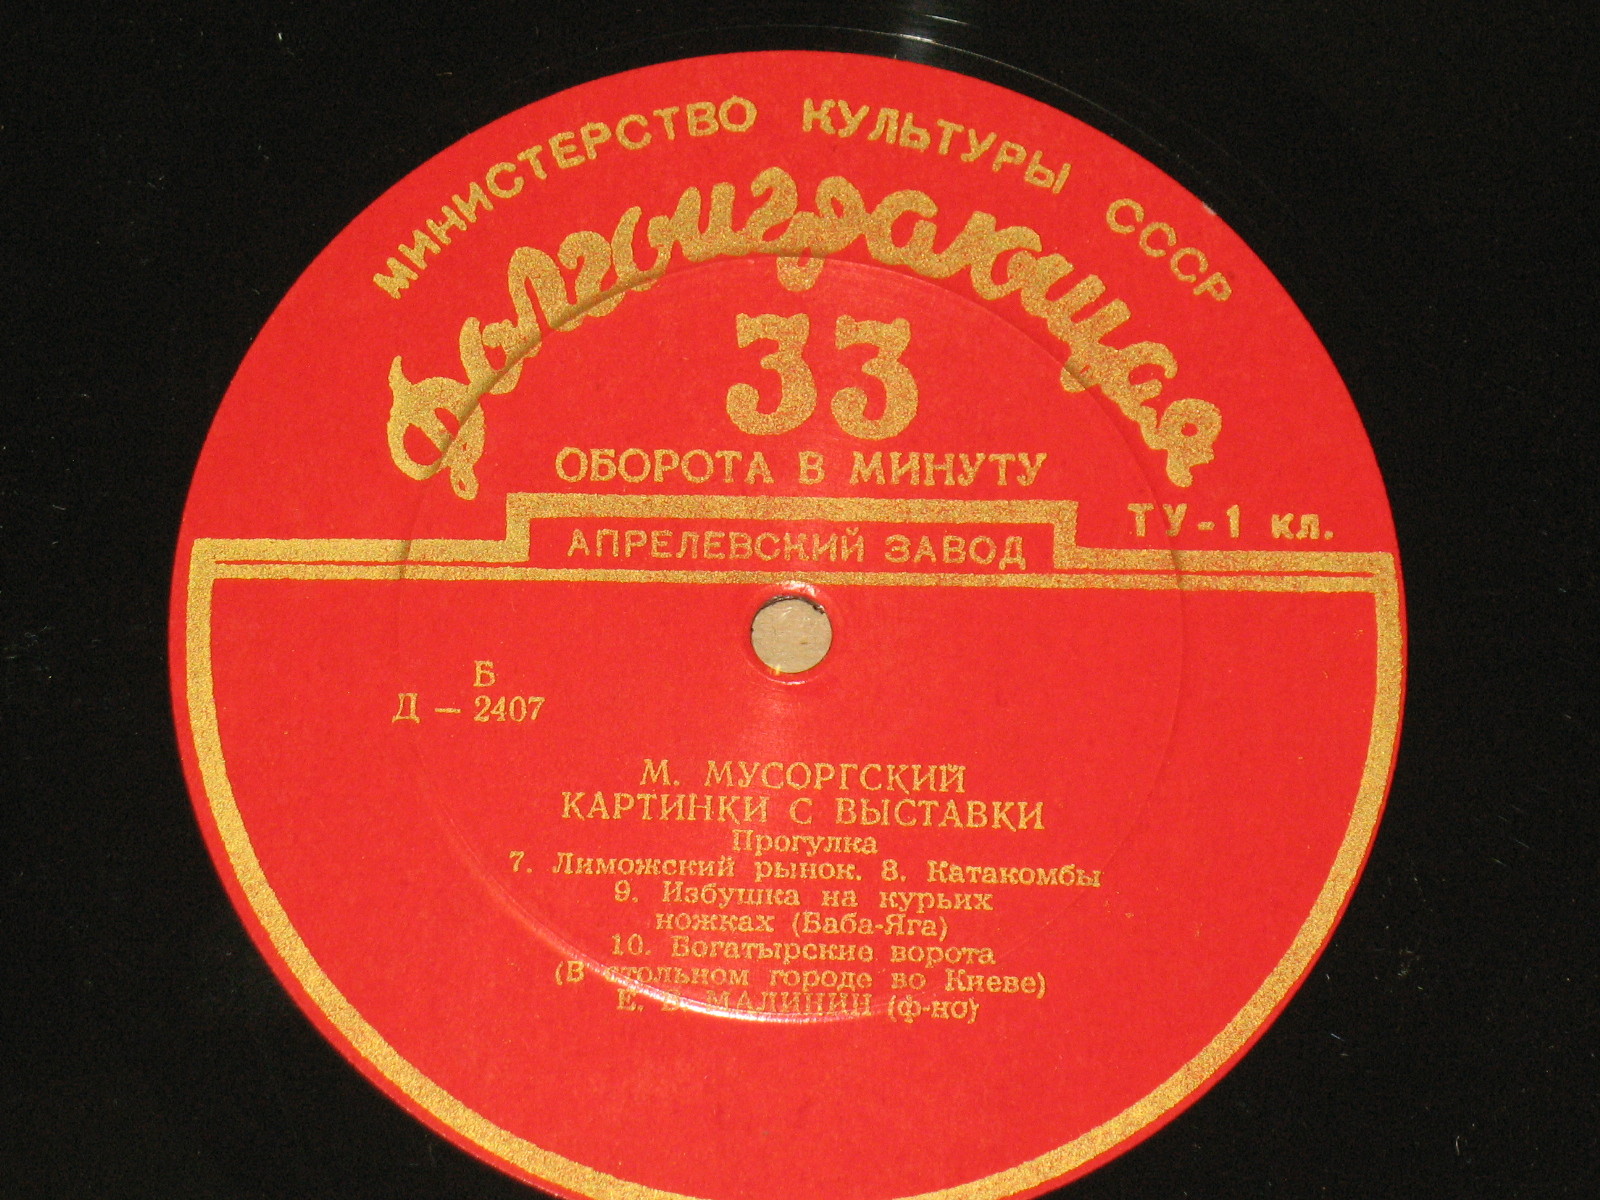 МИНИСТЕРСТВО КУЛЬТУРЫ СССР
Долгоиграющая
33
ОБОРОТА В МИНУТУ
ТУ-1 кл.
АПРЕЛЕВСКИЙ ЗАВОД
Б
Д — 2407
М. МУСОРГСКИЙ
КАРТИНКИ С ВЫСТАВКИ
Прогулка
7. Лиможский рынок. 8. Катакомбы
9. Избушка на курьих
ножках (Баба-Яга)
10. Богатырские ворота
(В стольном городе во Киеве)
Е. В. МАЛИНИН (ф-но)